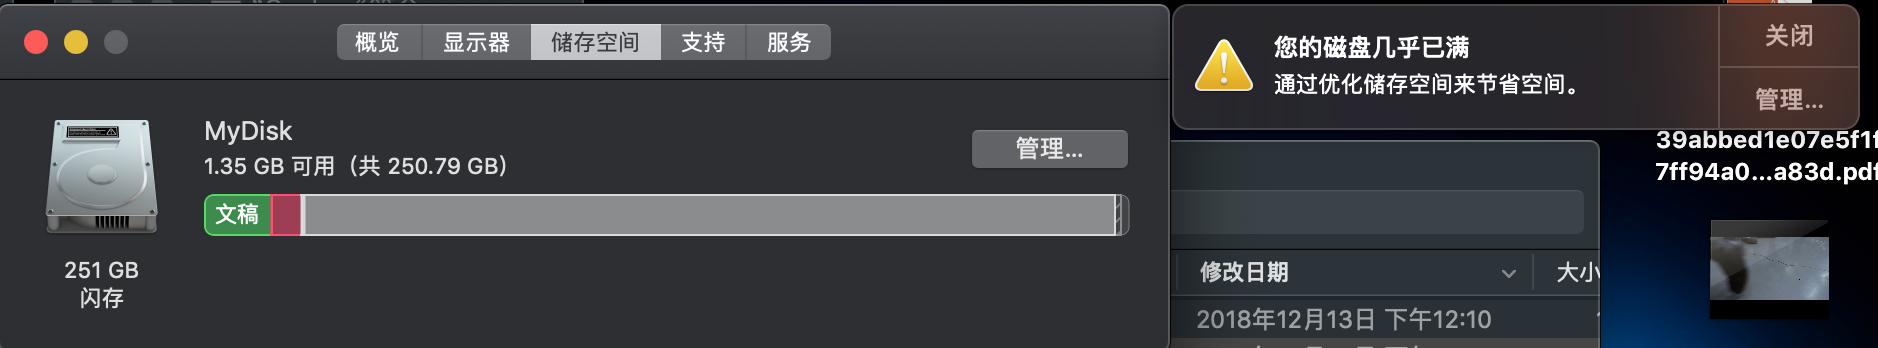 概览
显示器
储存空间
支持
服务
MyDisk
1.35 GB 可用（共 250.79 GB）
管理...
文稿
251 GB
闪存
您的磁盘几乎已满
通过优化储存空间来节省空间。
关闭
管理...
39abbed1e07e5f1f
7ff94a0...a83d.pdf
修改日期
大小
2018年12月13日 下午12:10